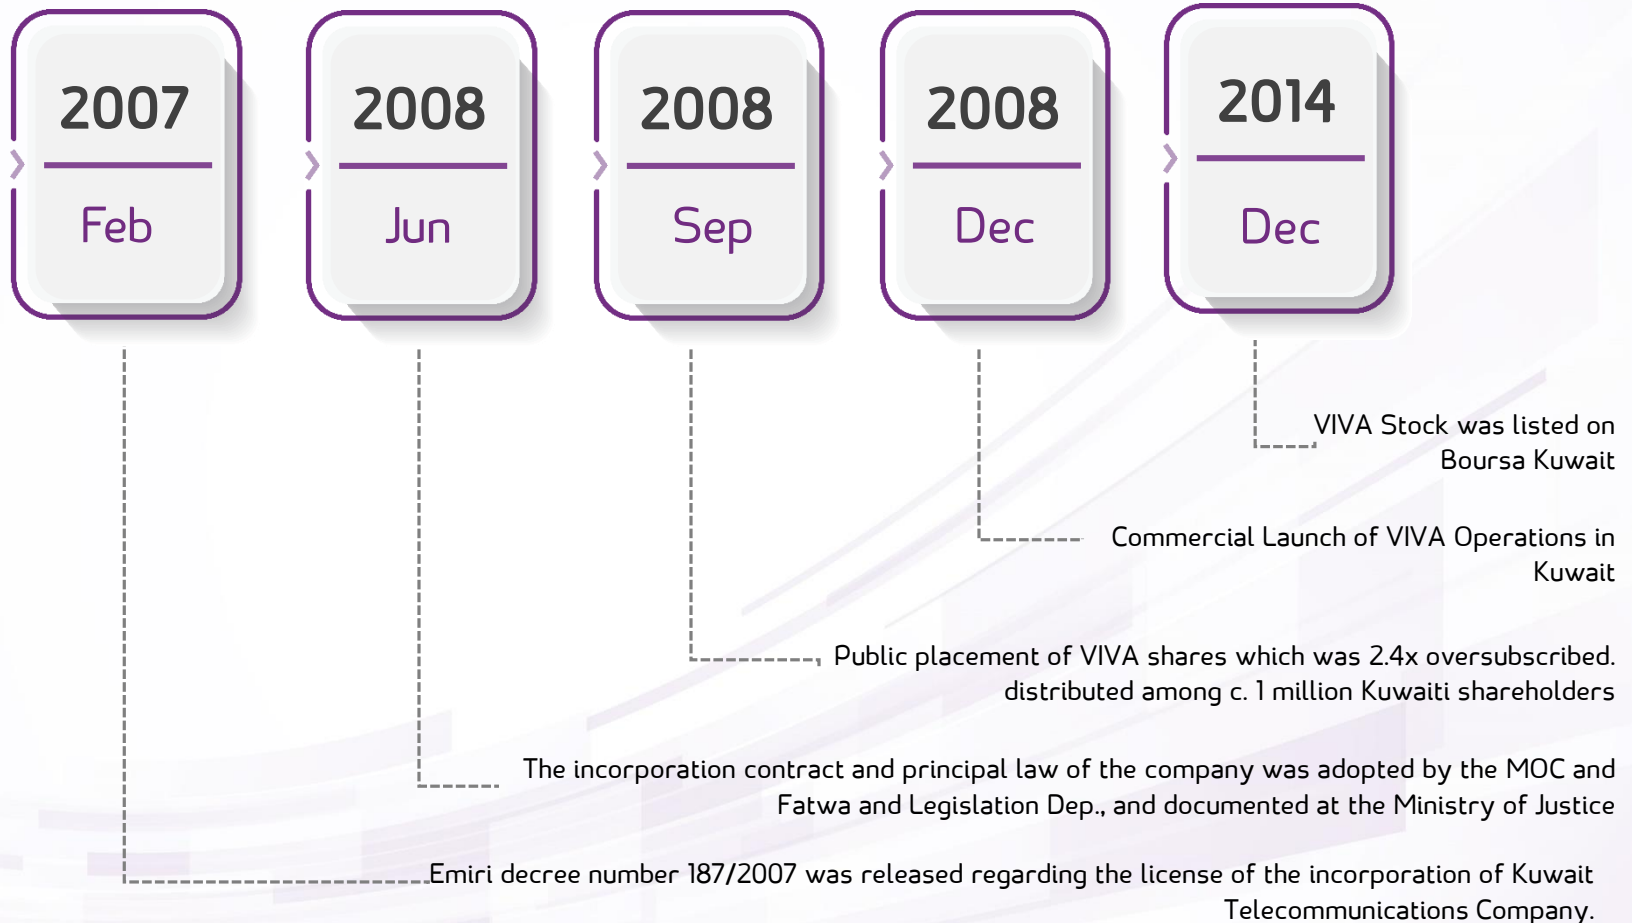 2007
Feb
2008
Jun
2008
Sep
2008
Dec
2014
Dec
VIVA Stock was listed on
Boursa Kuwait
Commercial Launch of VIVA Operations in
Kuwait
Public placement of VIVA shares which was 2.4x oversubscribed.
distributed among c. 1 million Kuwaiti shareholders
The incorporation contract and principal law of the company was adopted by the MOC and
Fatwa and Legislation Dep., and documented at the Ministry of Justice
Emiri decree number 187/2007 was released regarding the license of the incorporation of Kuwait
Telecommunications Company.